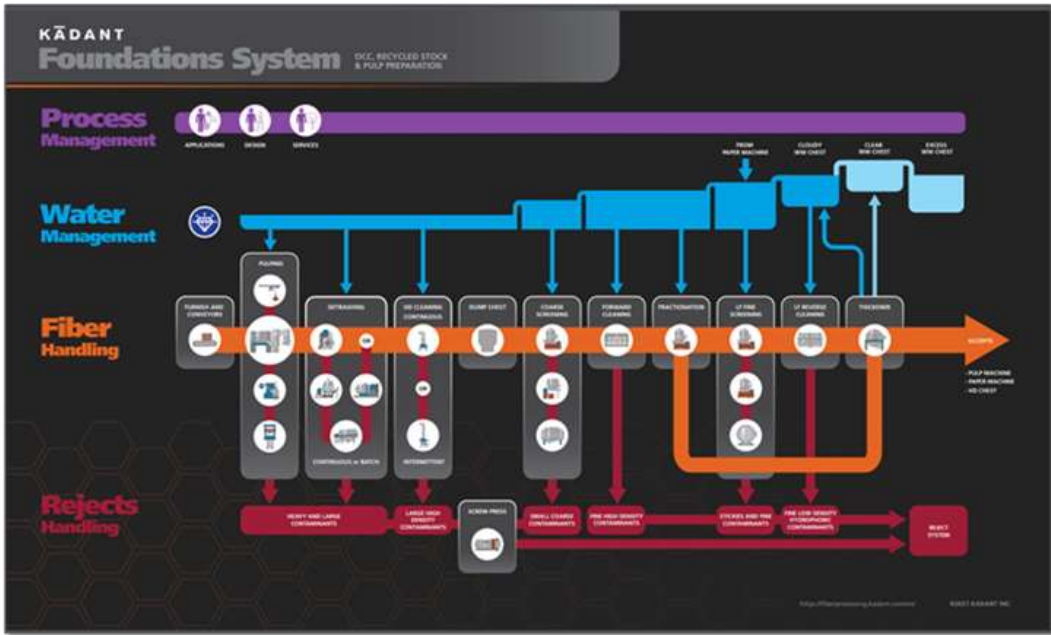 KADANT
Foundations System
OCC, RECYCLED STOCK
& PULP PREPARATION
Process
Management
APPLICATIONS
DESIGN
SERVICES
FROM
PAPER MACHINE
CLOUDY
WW CHEST
CLEAR
WW CHEST
EXCESS
WW CHEST
Water
Management
PULPING
FURNISH AND
CONVEYORS
DETRASHING
HD CLEANING
CONTINUOUS
DUMP CHEST
COARSE
SCREENING
FORWARD
CLEANING
FRACTIONATION
LF FINE
SCREENING
LF REVERSE
CLEANING
THICKENING
Fiber
Handling
OR
ACCEPTS
- PULP MACHINE
- PAPER MACHINE
- HD CHEST
OR
CONTINUOUS or BATCH
INTERMITTENT
Rejects
Handling
HEAVY AND LARGE
CONTAMINANTS
LARGE HIGH
DENSITY
CONTAMINANTS
SCREW PRESS
SMALL COARSE
CONTAMINANTS
FINE HIGH DENSITY
CONTAMINANTS
STICKIES AND FINE
CONTAMINANTS
FINE LOW DENSITY
HYDROPHOBIC
CONTAMINANTS
REJECT
SYSTEM
©2017 KADANT INC